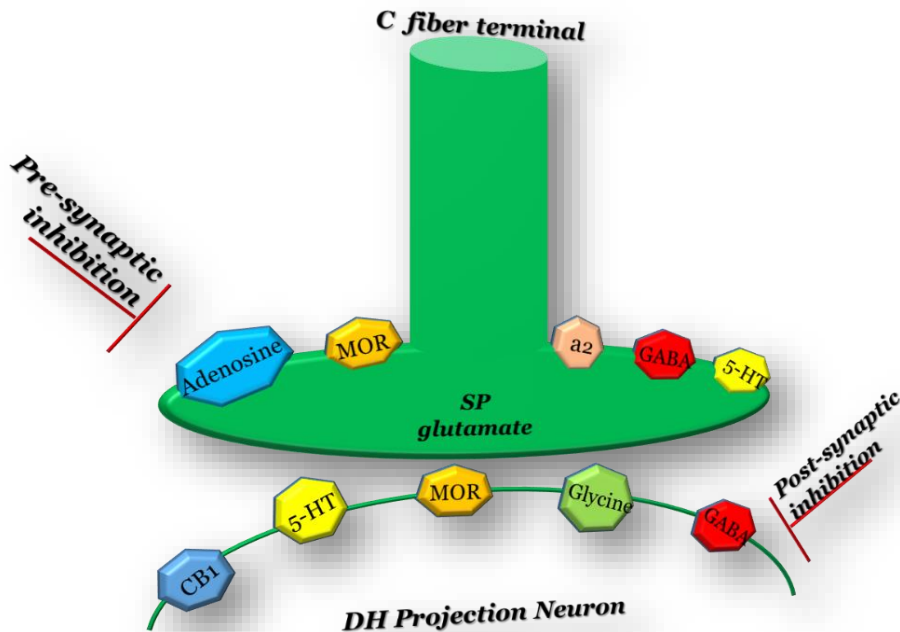 C fiber terminal
Pre-synaptic
inhibition
Adenosine
MOR
a2
GABA
5-HT
SP
glutamate
Post-synaptic
inhibition
CB1
5-HT
MOR
Glycine
GABA
DH Projection Neuron